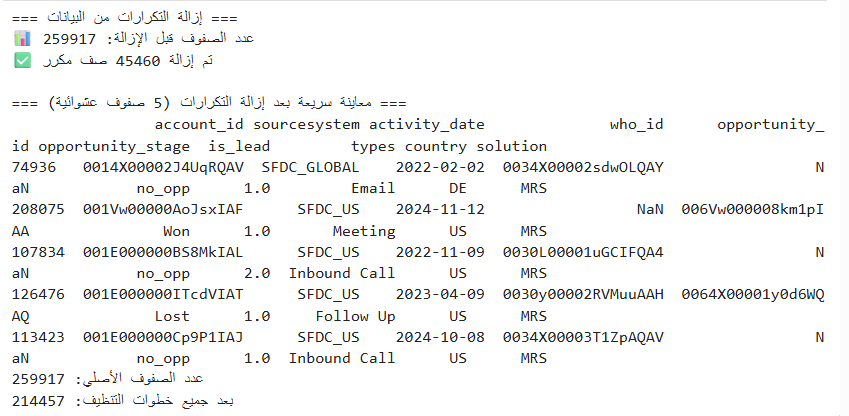 === إزالة التكرارات من البيانات ===
📊 عدد الصفوف قبل الإزالة: 259917
✅ تم إزالة 45460 صف مكرر
=== معاينة سريعة بعد إزالة التكرارات (5 صفوف عشوائية) ===
account_id sourcesystem activity_date who_id opportunity_
id opportunity_stage is_lead types country solution
74936 0014X00002J4UqRQAV SFDC_GLOBAL 2022-02-02 0034X00002sdwOLQAY N
aN no_opp 1.0 Email DE MRS
208075 001Vw00000AoJsxIAF SFDC_US 2024-11-12 NaN 006Vw000008km1pI
AA Won 1.0 Meeting US MRS
107834 001E000000BS8MkIAL SFDC_US 2022-11-09 0030L00001uGCIFQA4 N
aN no_opp 2.0 Inbound Call US MRS
126476 001E000000ITcdVIAT SFDC_US 2023-04-09 0030y00002RVMuuAAH 0064X00001y0d6WQ
AQ Lost 1.0 Follow Up US MRS
113423 001E000000Cp9P1IAJ SFDC_US 2024-10-08 0034X00003T1ZpAQAV N
aN no_opp 1.0 Inbound Call US MRS
عدد الصفوف الأصلي: 259917
بعد جميع خطوات التنظيف: 214457